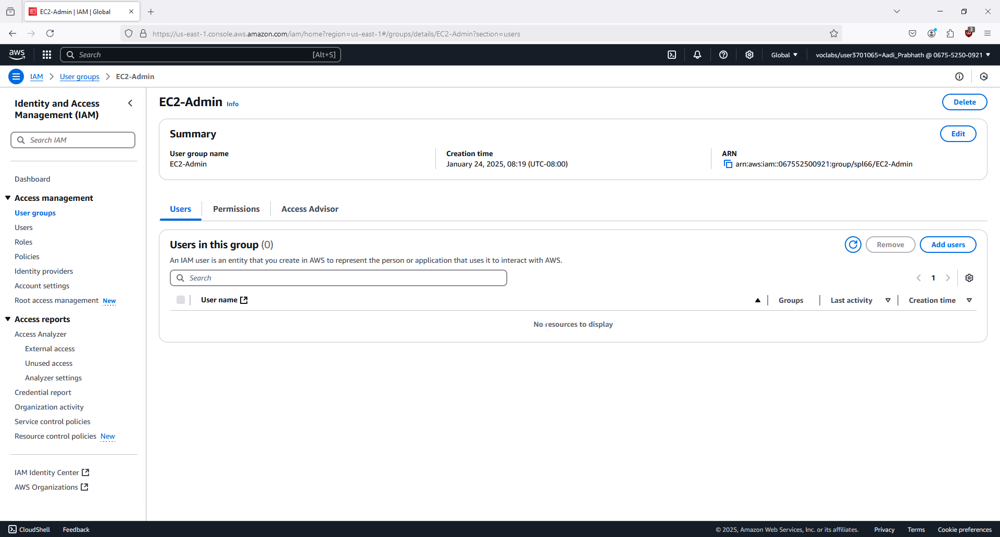 EC2-Admin | IAM | Global
https://us-east-1.console.aws.amazon.com/iam/home?region=us-east-1#/groups/details/EC2-Admin?section=users
3
aws
Search [Alt+S]
Global
voclabs/user3701065=Aadi_Prabhath @ 0675-5250-0921
IAM > User groups > EC2-Admin
Identity and Access
Management (IAM)
Search IAM
Dashboard
Access management
User groups
Users
Roles
Policies
Identity providers
Account settings
Root access management New
Access reports
Access Analyzer
External access
Unused access
Analyzer settings
Credential report
Organization activity
Service control policies
Resource control policies New
IAM Identity Center
AWS Organizations
EC2-Admin Info
Delete
Summary
Edit
User group name
EC2-Admin
Creation time
January 24, 2025, 08:19 (UTC-08:00)
ARN
arn:aws:iam::067552500921:group/spl66/EC2-Admin
Users
Permissions
Access Advisor
Users in this group (0)
Remove
Add users
An IAM user is an entity that you create in AWS to represent the person or application that uses it to interact with AWS.
Search
1
User name
Groups
Last activity
Creation time
No resources to display
CloudShell
Feedback
© 2025, Amazon Web Services, Inc. or its affiliates.
Privacy
Terms
Cookie preferences